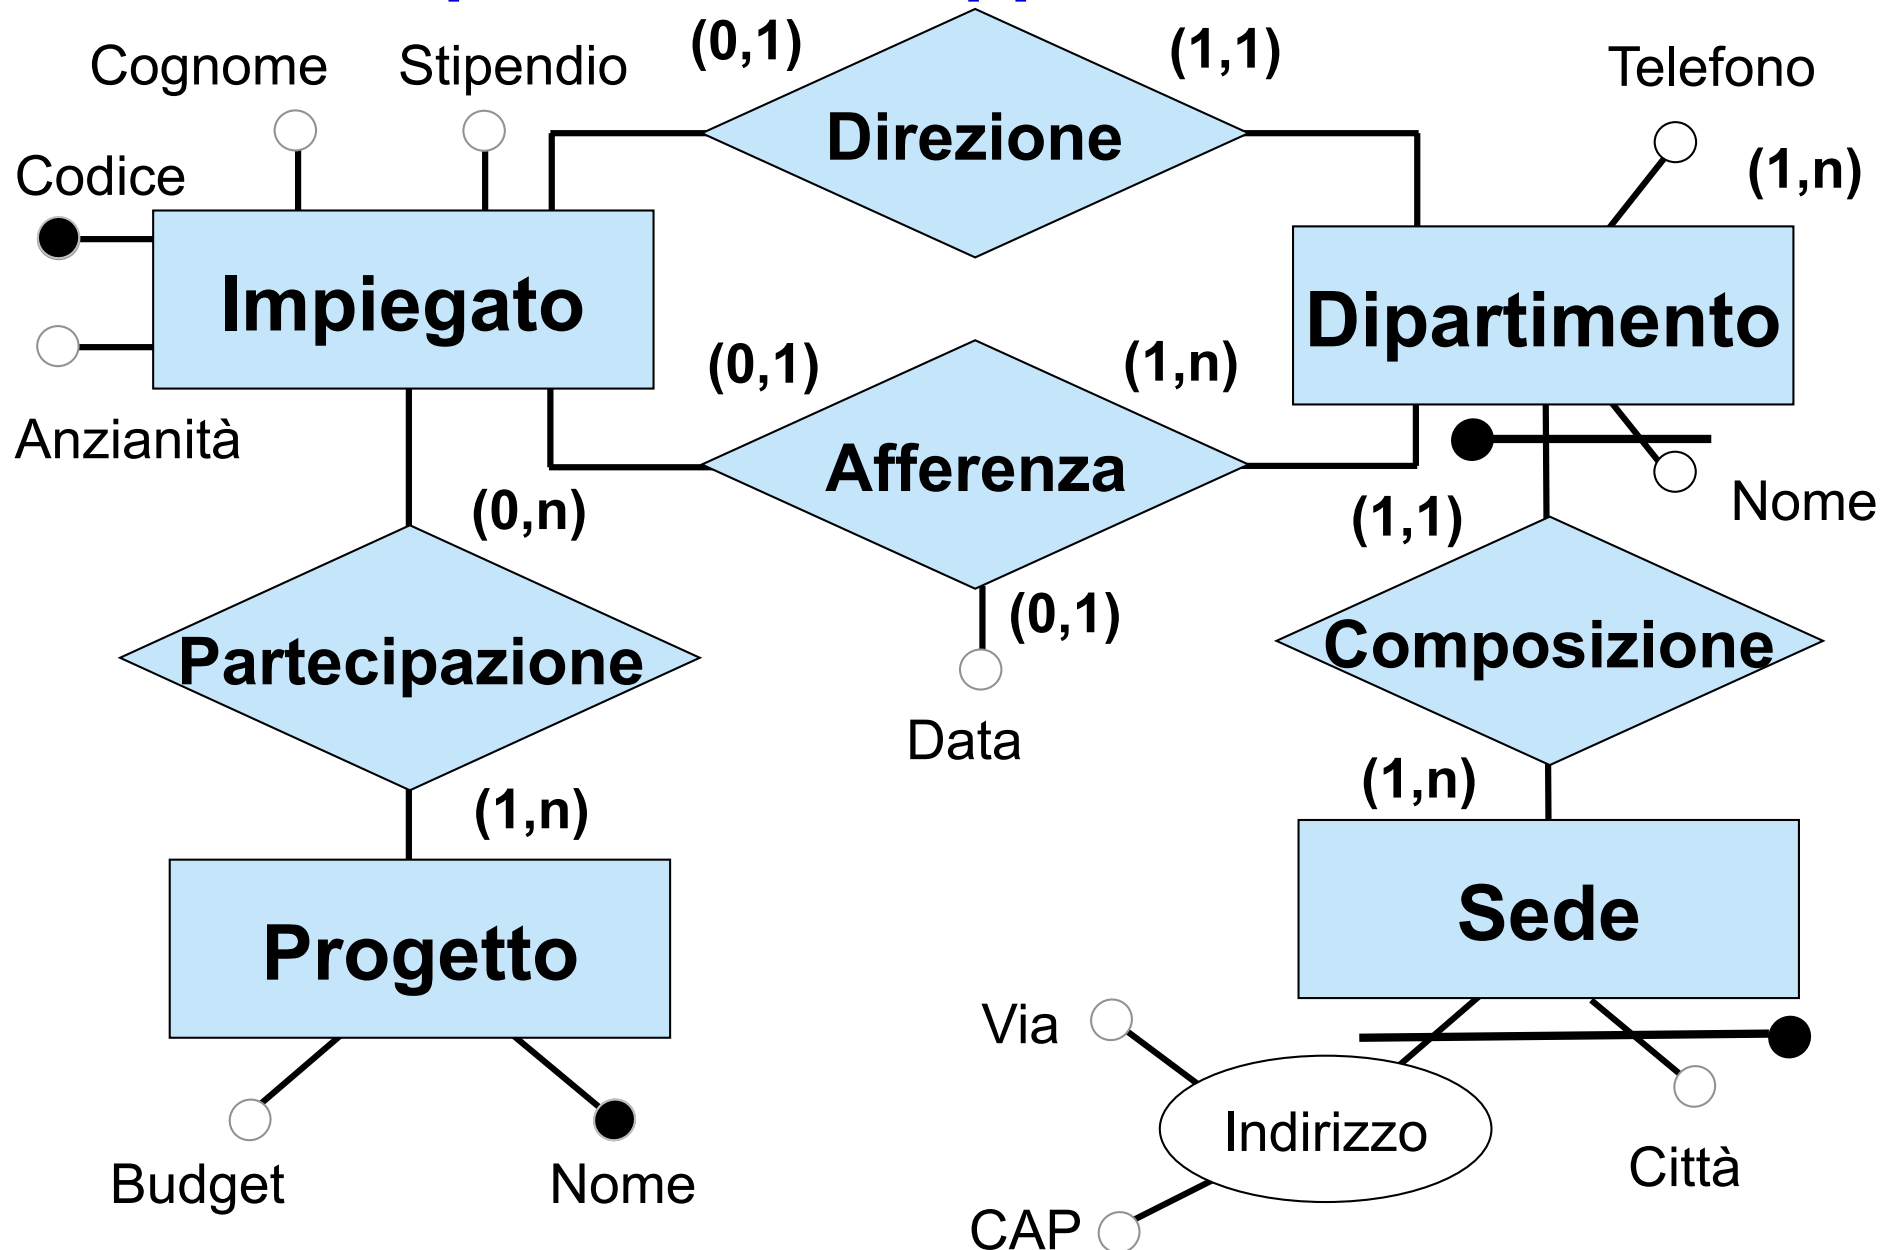 (0,1)
(1,1)
Cognome
Stipendio
Telefono
Direzione
(1,n)
Codice
Impiegato
Dipartimento
(0,1)
(1,n)
Anzianità
Afferenza
(0,n)
(1,1)
Nome
(0,1)
Partecipazione
Composizione
Data
(1,n)
(1,n)
Sede
Progetto
Via
Indirizzo
Città
Budget
Nome
CAP